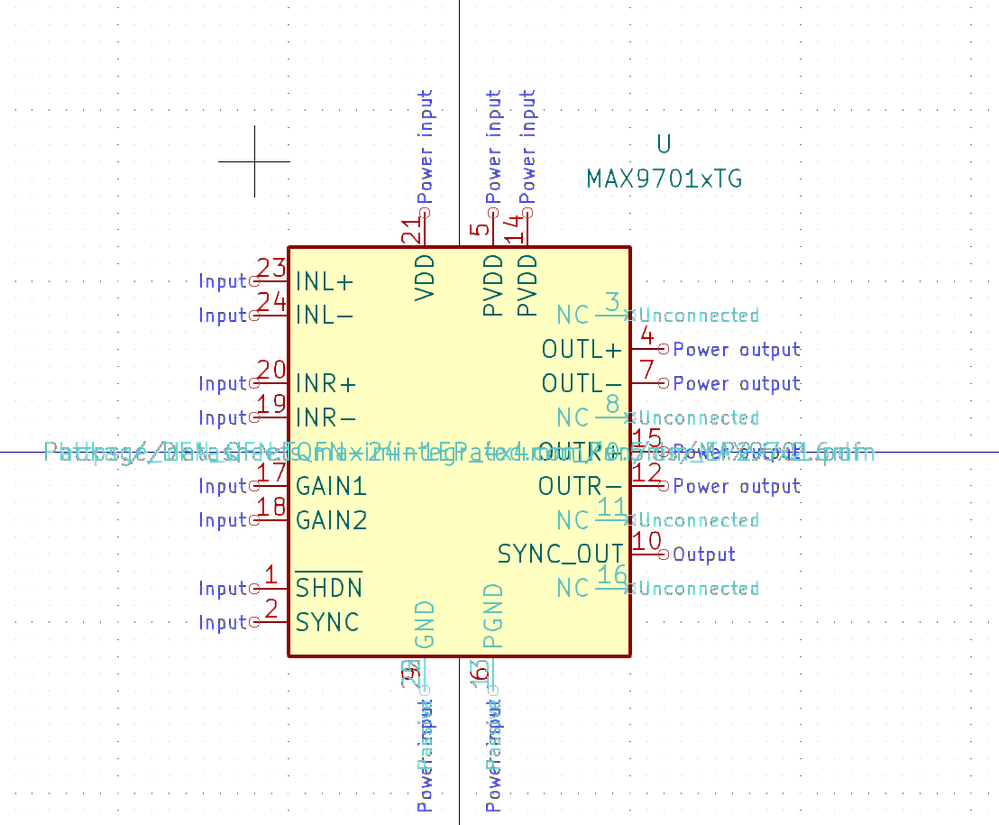 Power input
Power input
Power input
U
MAX9701xTG
21
5
14
VDD
PVDD
PVDD
Input 23 INL+
Input 24 INL-
NC 3 Unconnected
OUTL+ 4 Power output
Input 20 INR+
OUTL- 7 Power output
Input 19 INR-
NC 8 Unconnected
OUTR+ 15 Power output
Input 17 GAIN1
OUTR- 12 Power output
Input 18 GAIN2
NC 11 Unconnected
SYNC_OUT 10 Output
Input 1 SHDN
NC 16 Unconnected
Input 2 SYNC
GND
PGND
9
6
Power input
Power input